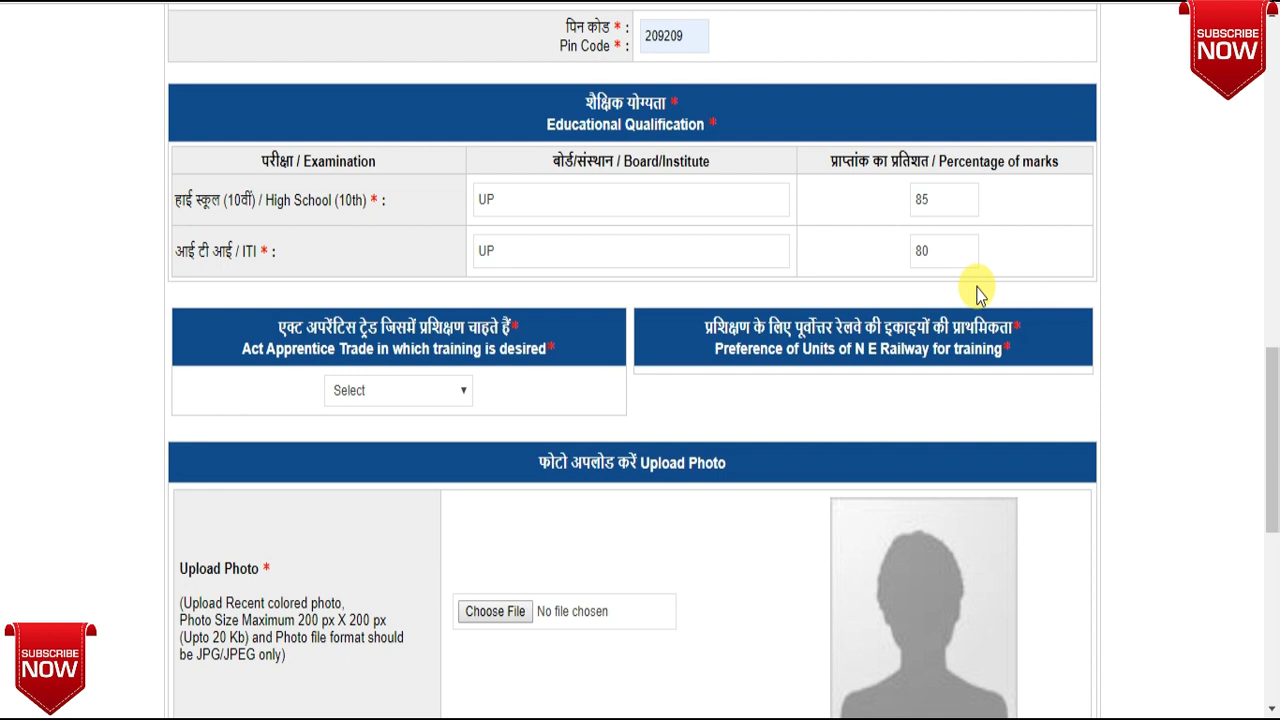 पिन कोड * :
Pin Code * :
209209
SUBSCRIBE
NOW
शैक्षिक योग्यता *
Educational Qualification *
परीक्षा / Examination
बोर्ड/संस्थान / Board/Institute
प्राप्तांक का प्रतिशत / Percentage of marks
हाई स्कूल (10वीं) / High School (10th) * :
UP
85
आई टी आई / ITI * :
UP
80
एक्ट अपरेंटिस ट्रेड जिसमें प्रशिक्षण चाहते हैं*
Act Apprentice Trade in which training is desired*
Select
प्रशिक्षण के लिए पूर्वोत्तर रेलवे की इकाइयों की प्राथमिकता*
Preference of Units of N E Railway for training*
फोटो अपलोड करें Upload Photo
Upload Photo *
(Upload Recent colored photo,
Photo Size Maximum 200 px X 200 px
(Upto 20 Kb) and Photo file format should
be JPG/JPEG only)
Choose File No file chosen
SUBSCRIBE
NOW